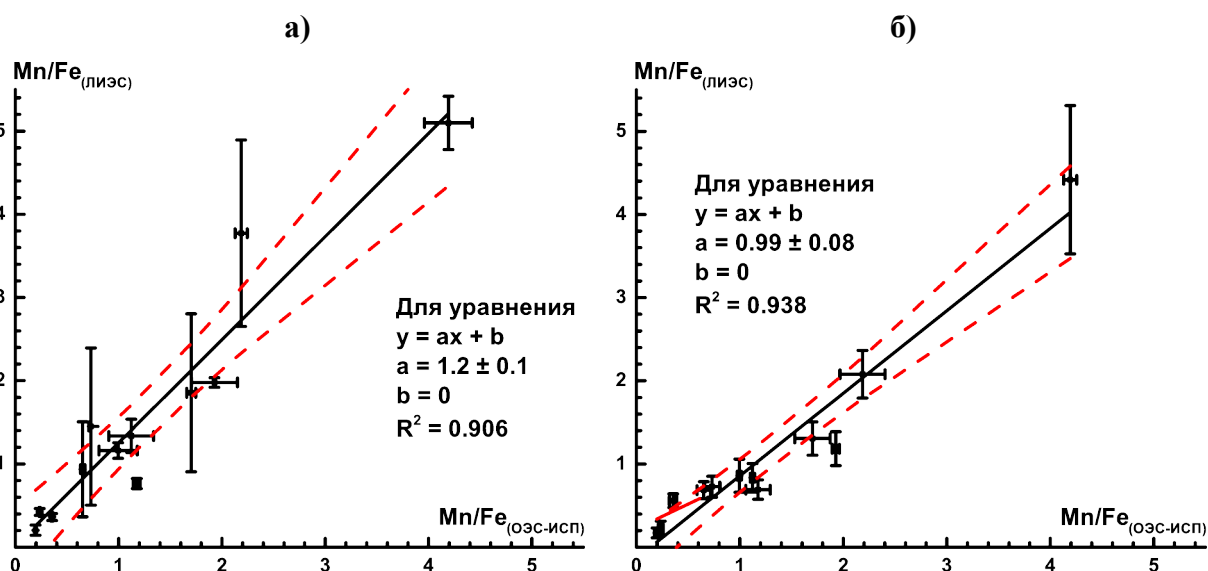 а)
Mn/Fe(ЛИЭС)
5
4
3
2
1
0
0 1 2 3 4 5
Для уравнения
y = ax + b
a = 1.2 ± 0.1
b = 0
R² = 0.906
Mn/Fe(ОЭС-ИСП)
б)
Mn/Fe(ЛИЭС)
5
4
3
2
1
0
0 1 2 3 4 5
Для уравнения
y = ax + b
a = 0.99 ± 0.08
b = 0
R² = 0.938
Mn/Fe(ОЭС-ИСП)